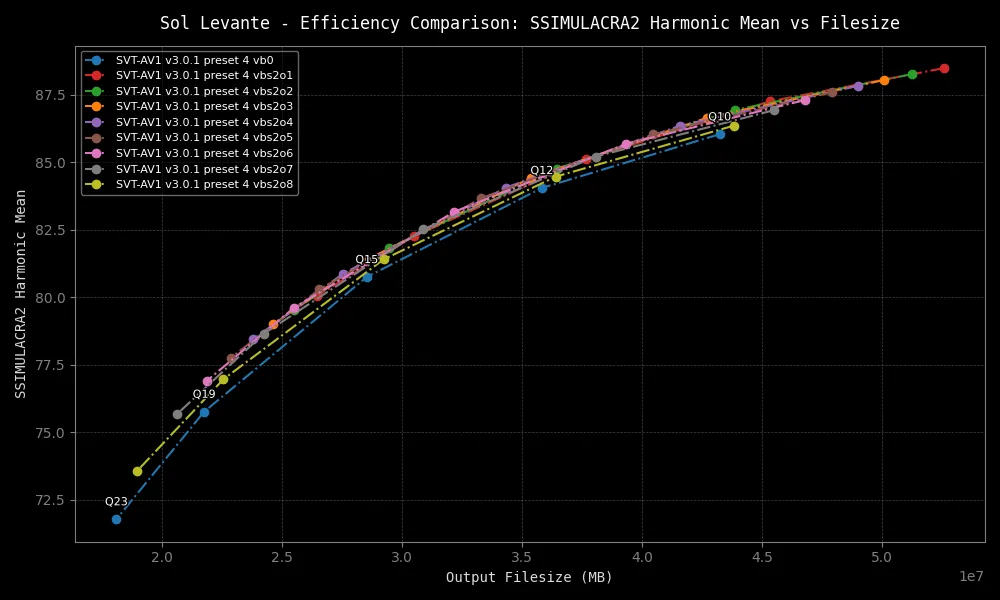 Sol Levante - Efficiency Comparison: SSIMULACRA2 Harmonic Mean vs Filesize
SVT-AV1 v3.0.1 preset 4 vb0
SVT-AV1 v3.0.1 preset 4 vbs2o1
SVT-AV1 v3.0.1 preset 4 vbs2o2
SVT-AV1 v3.0.1 preset 4 vbs2o3
SVT-AV1 v3.0.1 preset 4 vbs2o4
SVT-AV1 v3.0.1 preset 4 vbs2o5
SVT-AV1 v3.0.1 preset 4 vbs2o6
SVT-AV1 v3.0.1 preset 4 vbs2o7
SVT-AV1 v3.0.1 preset 4 vbs2o8
SSIMULACRA2 Harmonic Mean
87.5
85.0
82.5
80.0
77.5
75.0
72.5
Q10
Q12
Q15
Q19
Q23
2.0
2.5
3.0
3.5
4.0
4.5
5.0
1e7
Output Filesize (MB)